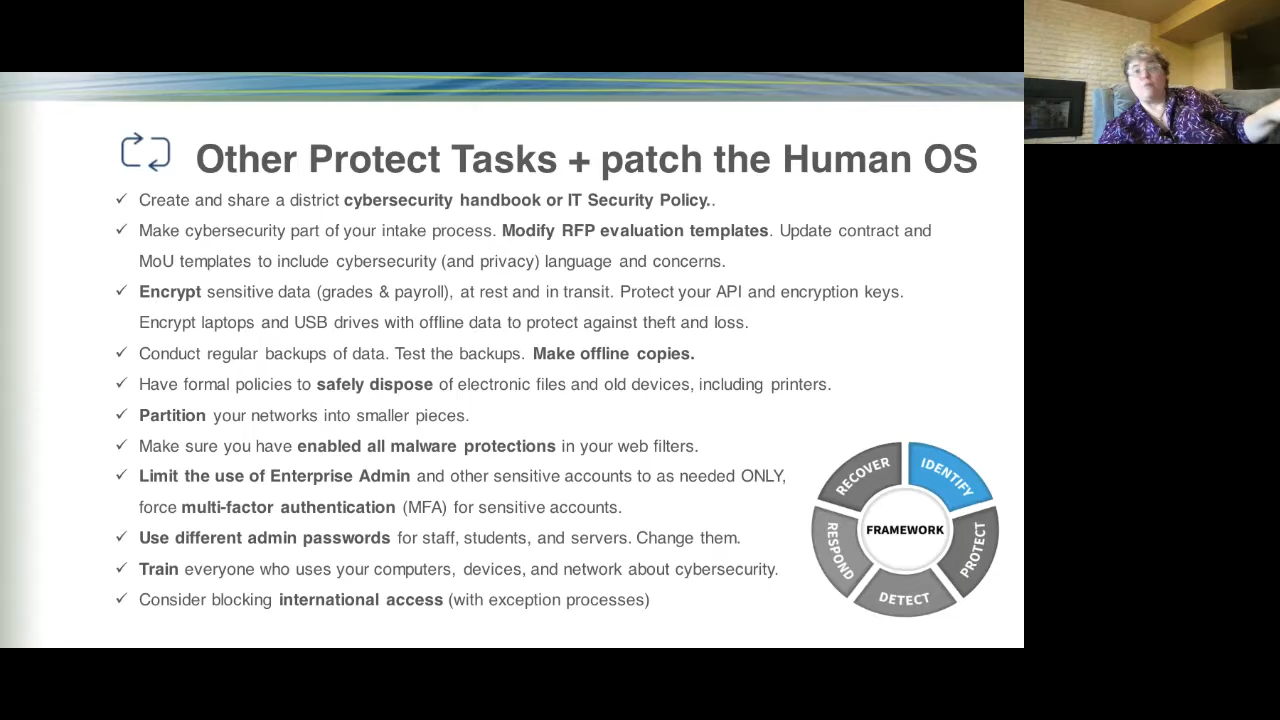 Other Protect Tasks + patch the Human OS
✓ Create and share a district cybersecurity handbook or IT Security Policy..
✓ Make cybersecurity part of your intake process. Modify RFP evaluation templates. Update contract and
MoU templates to include cybersecurity (and privacy) language and concerns.
✓ Encrypt sensitive data (grades & payroll), at rest and in transit. Protect your API and encryption keys.
Encrypt laptops and USB drives with offline data to protect against theft and loss.
✓ Conduct regular backups of data. Test the backups. Make offline copies.
✓ Have formal policies to safely dispose of electronic files and old devices, including printers.
✓ Partition your networks into smaller pieces.
✓ Make sure you have enabled all malware protections in your web filters.
✓ Limit the use of Enterprise Admin and other sensitive accounts to as needed ONLY,
force multi-factor authentication (MFA) for sensitive accounts.
✓ Use different admin passwords for staff, students, and servers. Change them.
✓ Train everyone who uses your computers, devices, and network about cybersecurity.
✓ Consider blocking international access (with exception processes)
RECOVER
IDENTIFY
FRAMEWORK
RESPOND
PROTECT
DETECT